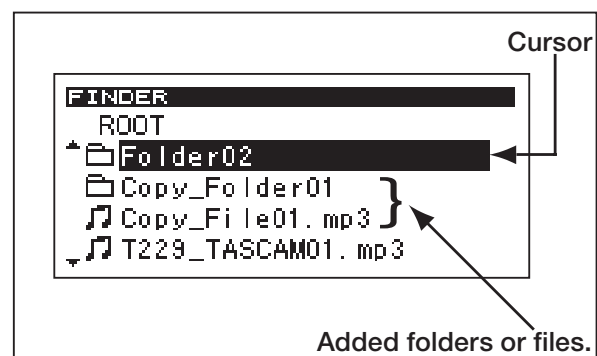 Cursor
FINDER
ROOT
Folder02
Copy_Folder01
Copy_File01.mp3
T229_TASCAM01.mp3
Added folders or files.